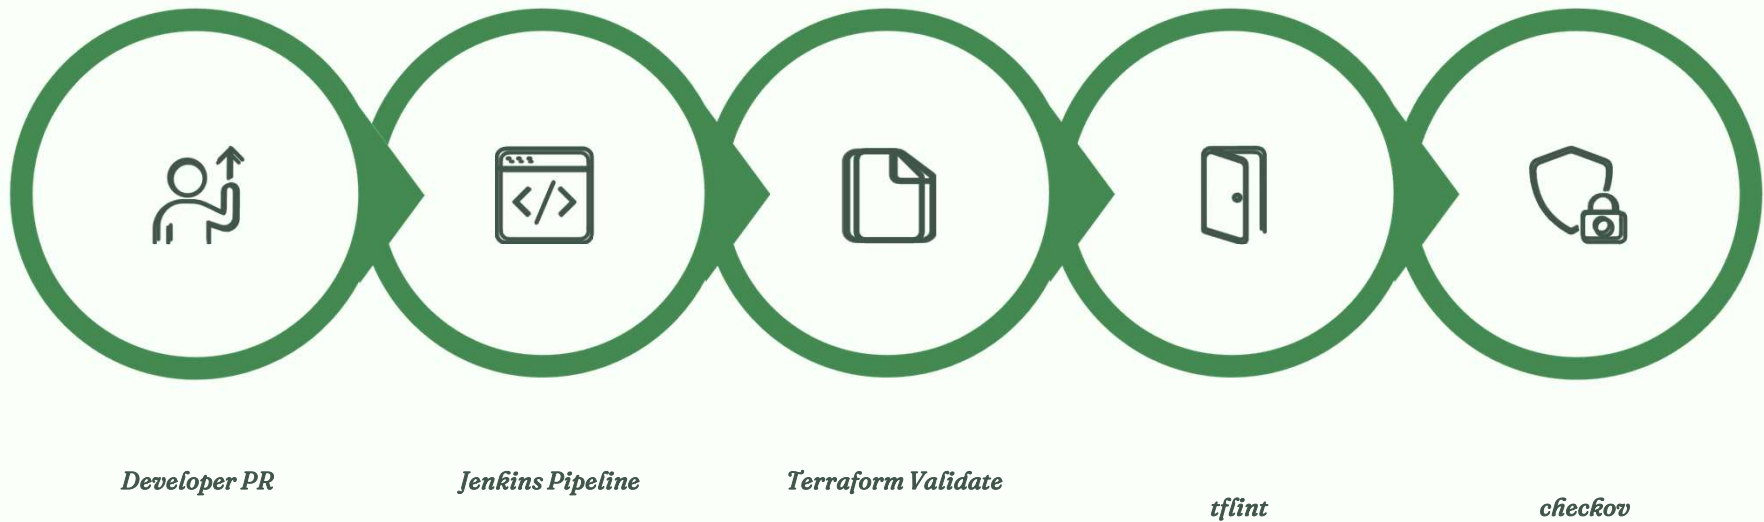 Developer PR
Jenkins Pipeline
Terraform Validate
tflint
checkov